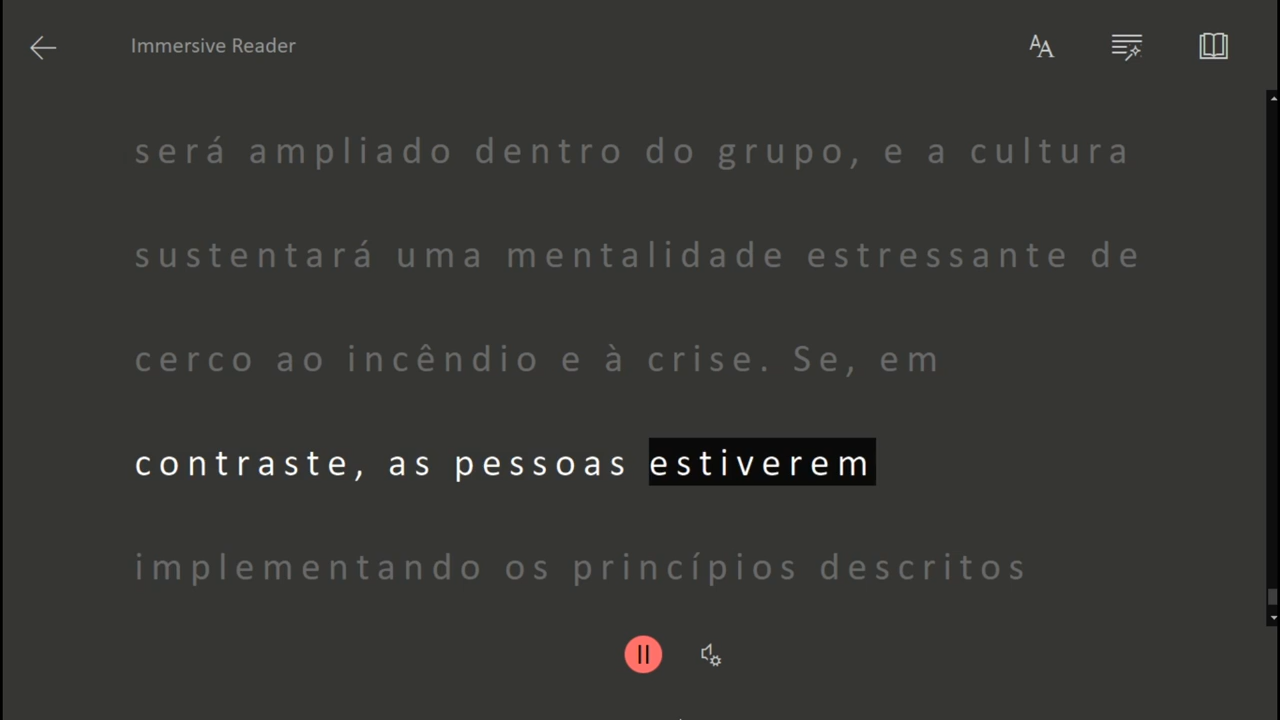 Immersive Reader
será ampliado dentro do grupo, e a cultura
sustentará uma mentalidade estressante de
cerco ao incêndio e à crise. Se, em
contraste, as pessoas estiverem
implementando os princípios descritos